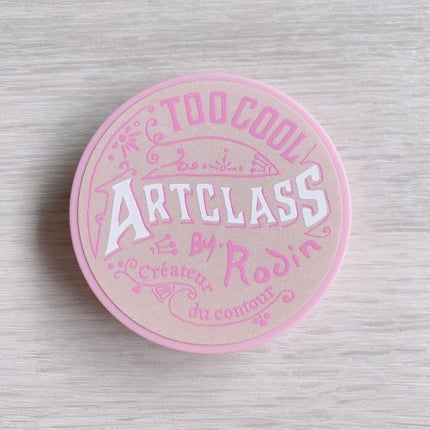 TOO COOL
ARTCLASS
By. Rodin
Créateur
du contour